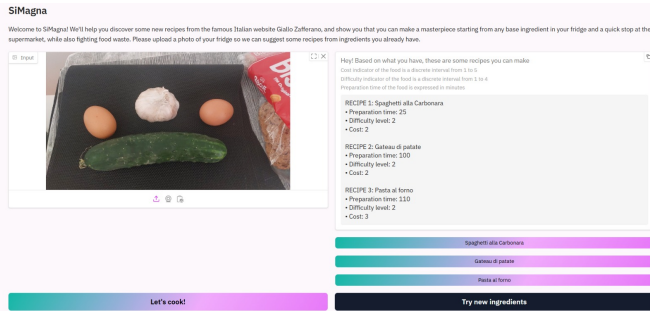 SiMagna
Welcome to SiMagna! We'll help you discover some new recipes from the famous Italian website Giallo Zafferano, and show you that you can make a masterpiece starting from any base ingredient in your fridge and a quick stop at the
supermarket, while also fighting food waste. Please upload a photo of your fridge so we can suggest some recipes from ingredients you already have.
Input
Hey! Based on what you have, these are some recipes you can make
Cost indicator of the food is a discrete interval from 1 to 5
Difficulty indicator of the food is a discrete interval from 1 to 4
Preparation time of the food is expressed in minutes
RECIPE 1: Spaghetti alla Carbonara
• Preparation time: 25
• Difficulty level: 2
• Cost: 2
RECIPE 2: Gateau di patate
• Preparation time: 100
• Difficulty level: 2
• Cost: 2
RECIPE 3: Pasta al forno
• Preparation time: 110
• Difficulty level: 2
• Cost: 3
Spaghetti alla Carbonara
Gateau di patate
Pasta al forno
Let's cook!
Try new ingredients